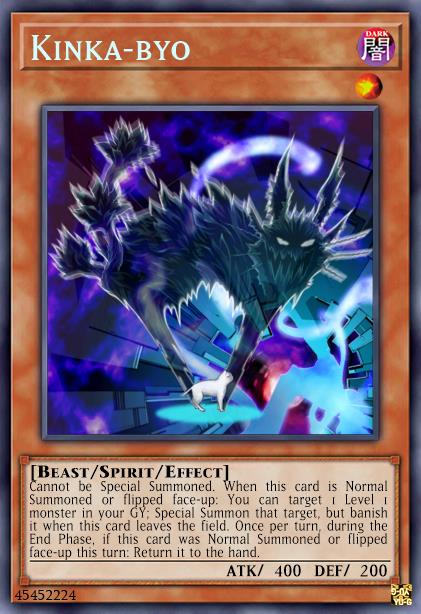 KINKA-BYO
DARK
闇
[BEAST/SPIRIT/EFFECT]
Cannot be Special Summoned. When this card is Normal
Summoned or flipped face-up: You can target 1 Level 1
monster in your GY; Special Summon that target, but banish
it when this card leaves the field. Once per turn, during the
End Phase, if this card was Normal Summoned or flipped
face-up this turn: Return it to the hand.
ATK/ 400 DEF/ 200
45452224